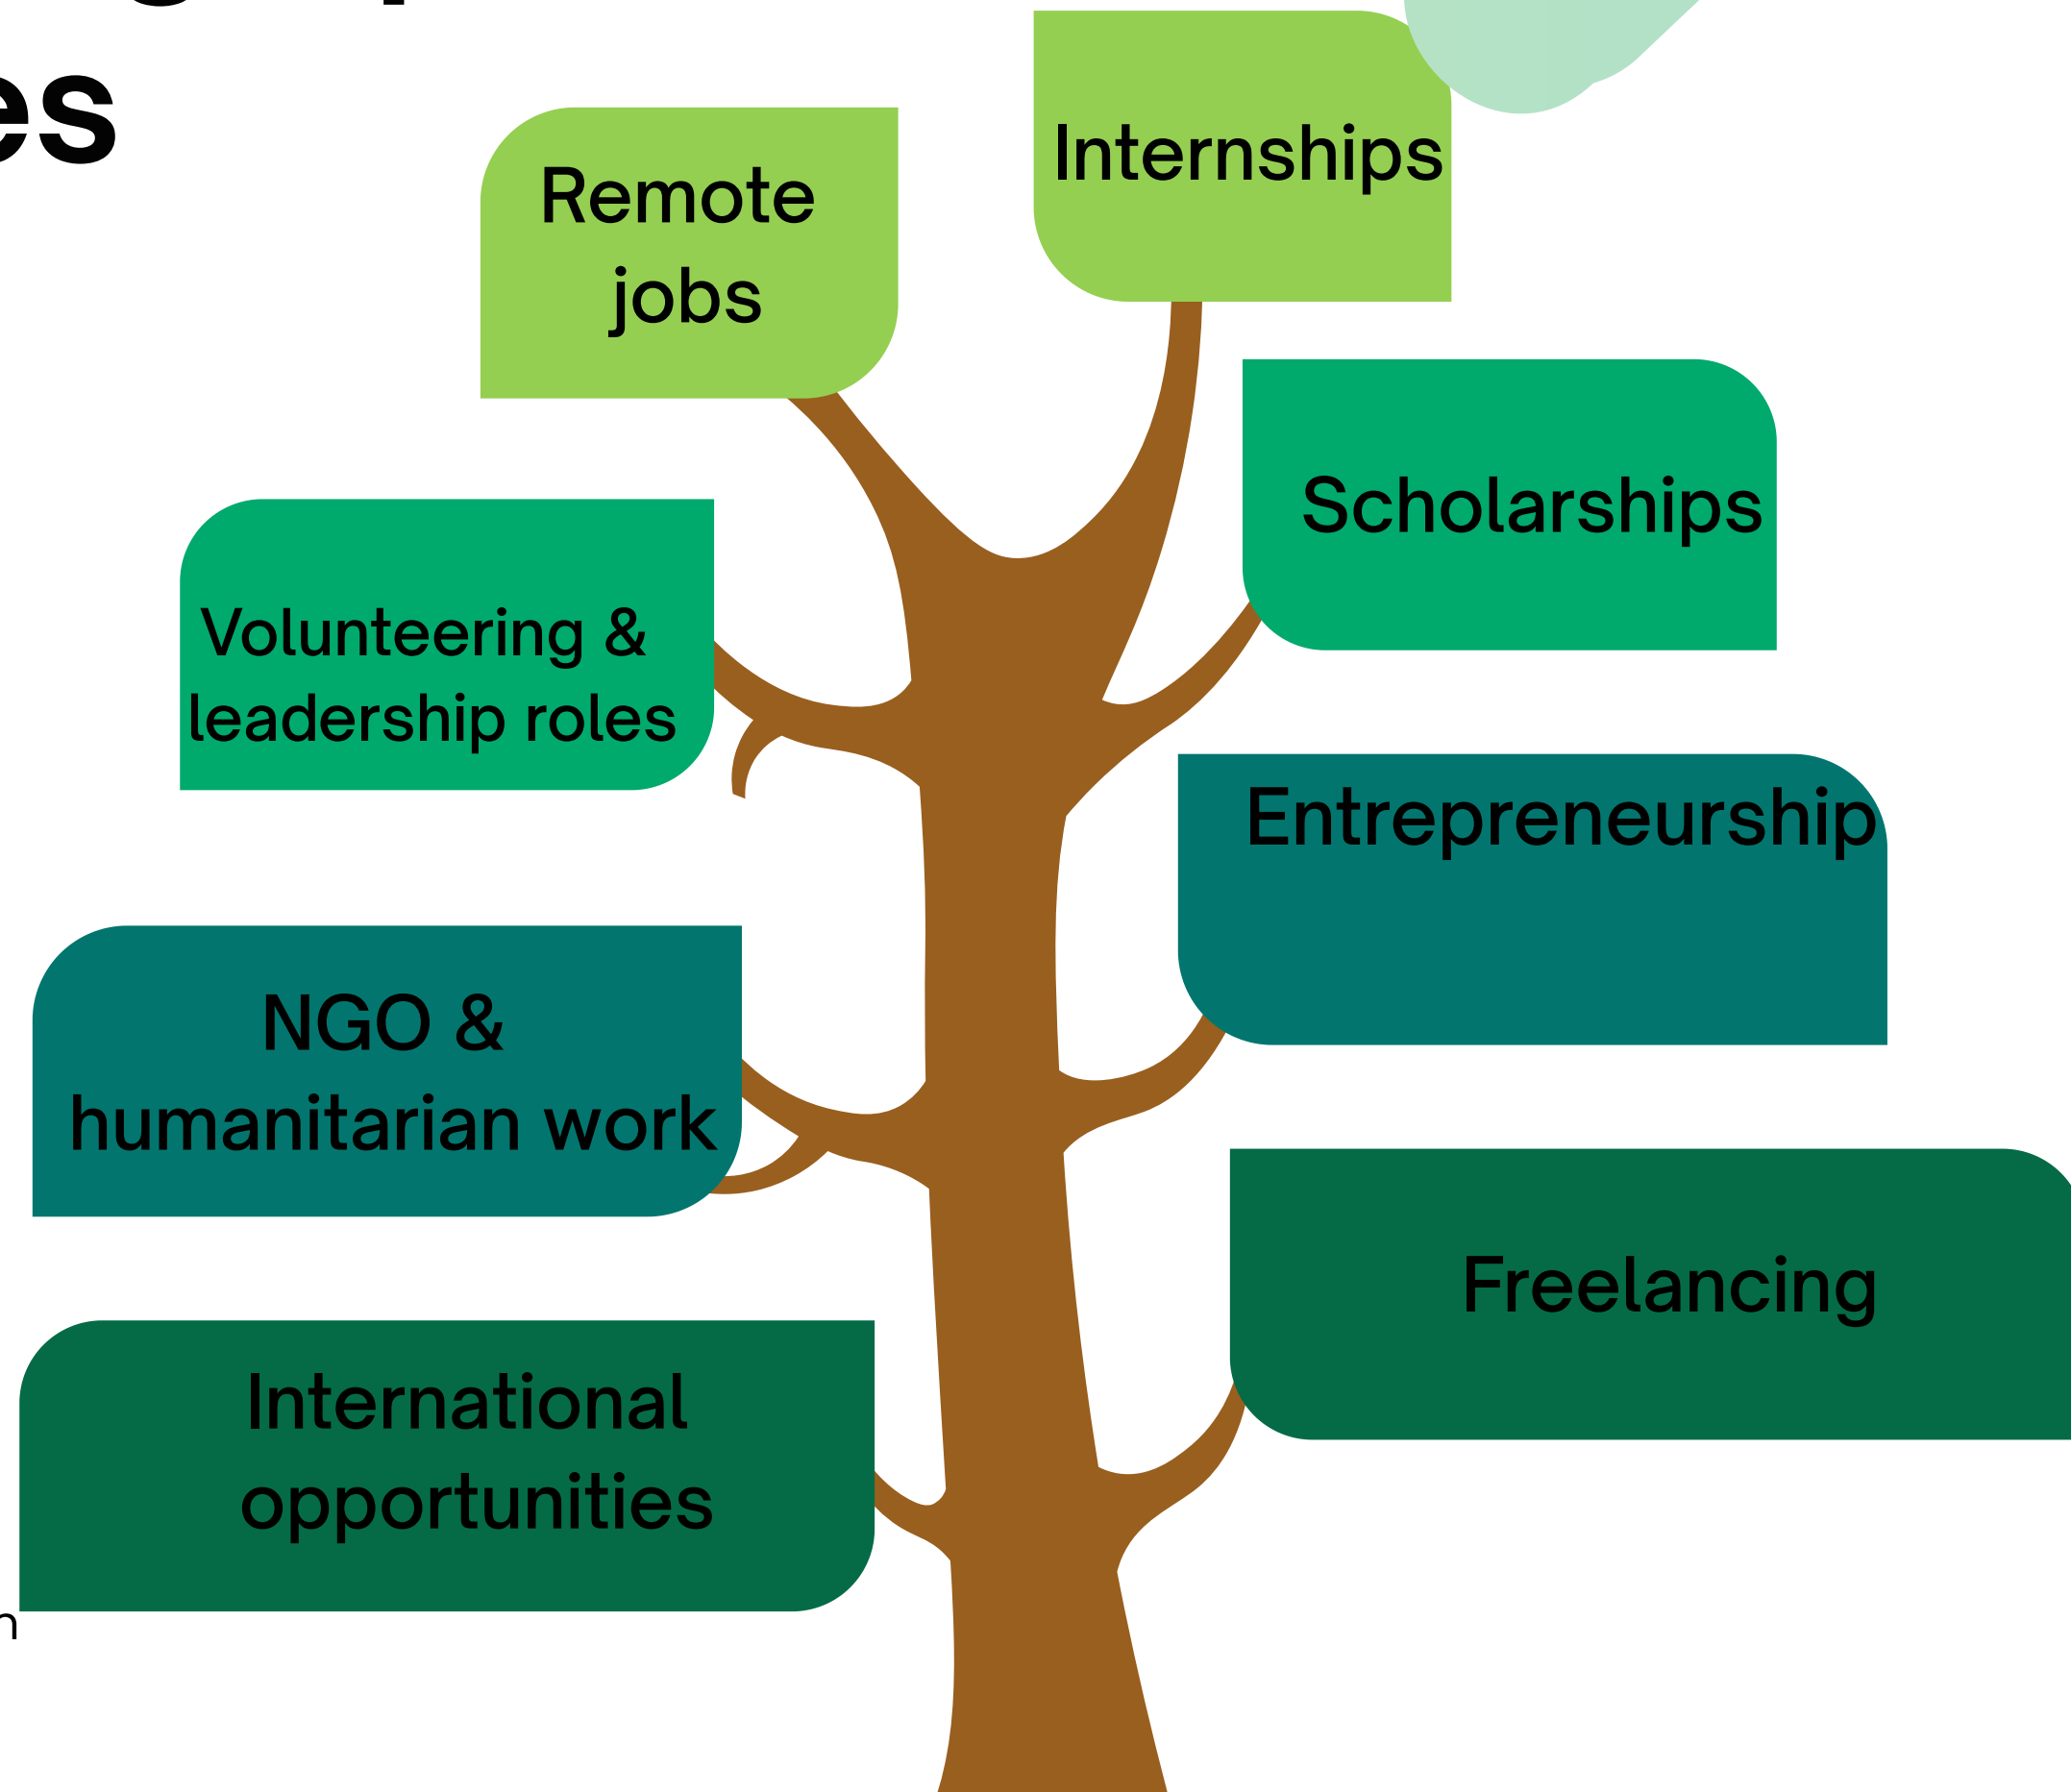 es
Internships
Remote
jobs
Scholarships
Volunteering &
leadership roles
Entrepreneurship
NGO &
humanitarian work
Freelancing
International
opportunities
n